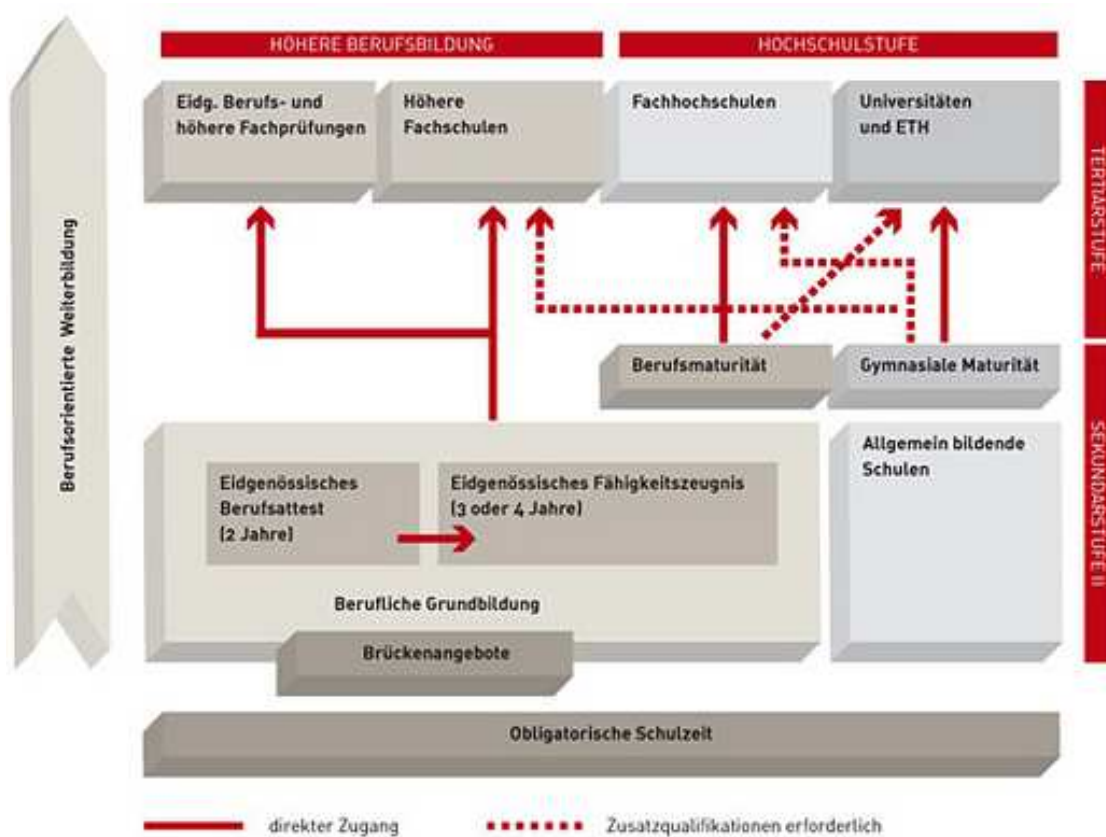 HÖHERE BERUFSBILDUNG
HOCHSCHULSTUFE
Eidg. Berufs- und
höhere Fachprüfungen
Höhere
Fachschulen
Fachhochschulen
Universitäten
und ETH
TERTIÄRSTUFE
Berufsorientierte Weiterbildung
Berufsmaturität
Gymnasiale Maturität
SEKUNDARSTUFE II
Allgemein bildende
Schulen
Eidgenössisches
Berufsattest
(2 Jahre)
Eidgenössisches Fähigkeitszeugnis
(3 oder 4 Jahre)
Berufliche Grundbildung
Brückenangebote
Obligatorische Schulzeit
direkter Zugang
Zusatzqualifikationen erforderlich